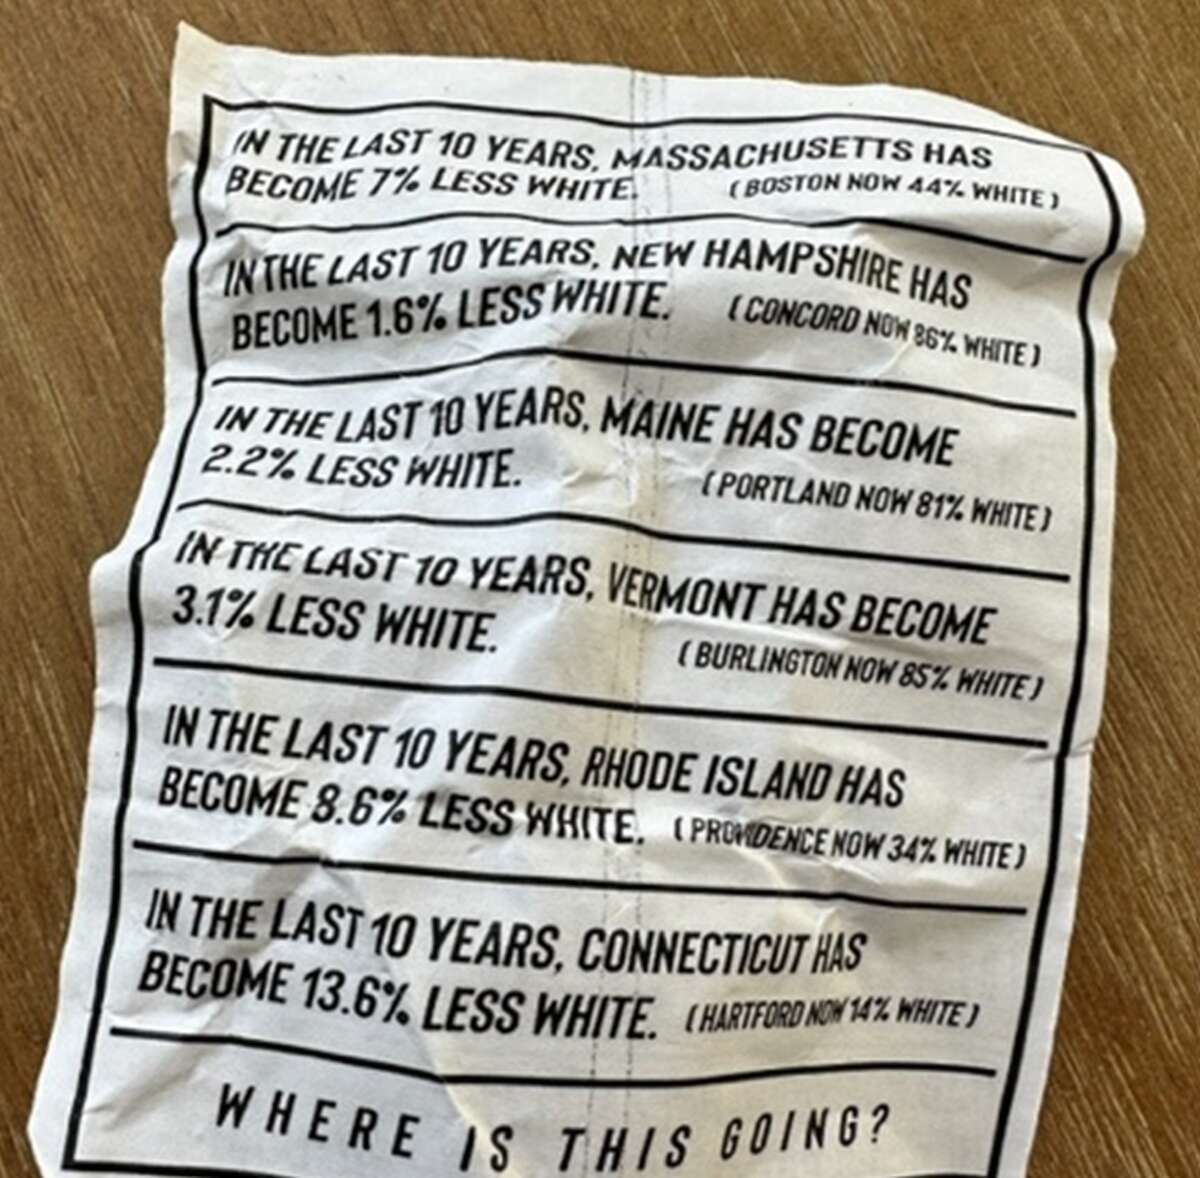 IN THE LAST 10 YEARS, MASSACHUSETTS HAS
BECOME 7% LESS WHITE. (BOSTON NOW 44% WHITE)
IN THE LAST 10 YEARS, NEW HAMPSHIRE HAS
BECOME 1.6% LESS WHITE. (CONCORD NOW 86% WHITE)
IN THE LAST 10 YEARS, MAINE HAS BECOME
2.2% LESS WHITE. (PORTLAND NOW 81% WHITE)
IN THE LAST 10 YEARS, VERMONT HAS BECOME
3.1% LESS WHITE. (BURLINGTON NOW 85% WHITE)
IN THE LAST 10 YEARS, RHODE ISLAND HAS
BECOME 8.6% LESS WHITE. (PROVIDENCE NOW 34% WHITE)
IN THE LAST 10 YEARS, CONNECTICUT HAS
BECOME 13.6% LESS WHITE. (HARTFORD NOW 14% WHITE)
WHERE IS THIS GOING?